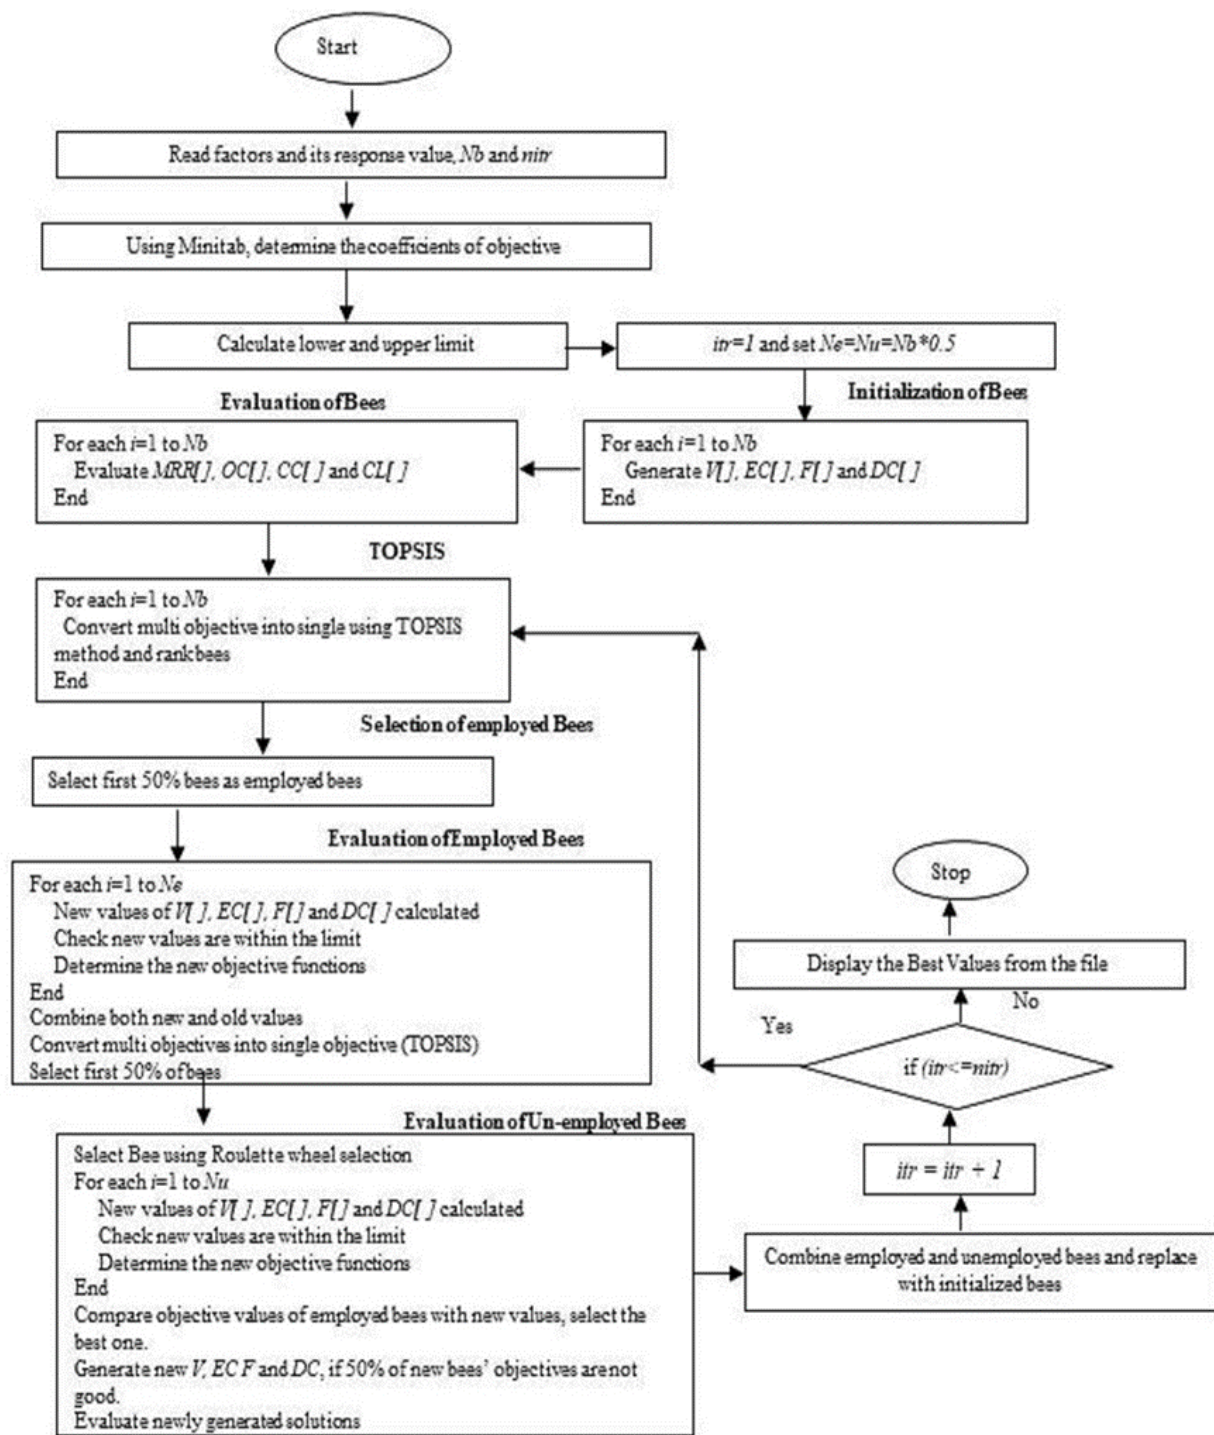 Start
Read factors and its response value, Nb and nitr
Using Minitab, determine the coefficients of objective
Calculate lower and upper limit
itr=1 and set Ne=Nu=Nb*0.5
Initialization of Bees
For each i=1 to Nb
Generate V[], EC[], F[] and DC[ ]
End
Evaluation of Bees
For each i=1 to Nb
Evaluate MRR[], OC[], CC[ ] and CL[ ]
End
TOPSIS
For each i=1 to Nb
Convert multi objective into single using TOPSIS
method and rank bees
End
Selection of employed Bees
Select first 50% bees as employed bees
Evaluation of Employed Bees
For each i=1 to Ne
New values of V[ ], EC[ ], F[ ] and DC[ ] calculated
Check new values are within the limit
Determine the new objective functions
End
Combine both new and old values
Convert multi objectives into single objective (TOPSIS)
Select first 50% of bees
Evaluation of Un-employed Bees
Select Bee using Roulette wheel selection
For each i=1 to Nu
New values of V[ ], EC[ ], F[ ] and DC[ ] calculated
Check new values are within the limit
Determine the new objective functions
End
Compare objective values of employed bees with new values, select the
best one.
Generate new V, EC F and DC, if 50% of new bees' objectives are not
good.
Evaluate newly generated solutions
Combine employed and unemployed bees and replace
with initialized bees
itr = itr + 1
if (itr<=nitr)
Yes
No
Display the Best Values from the file
Stop